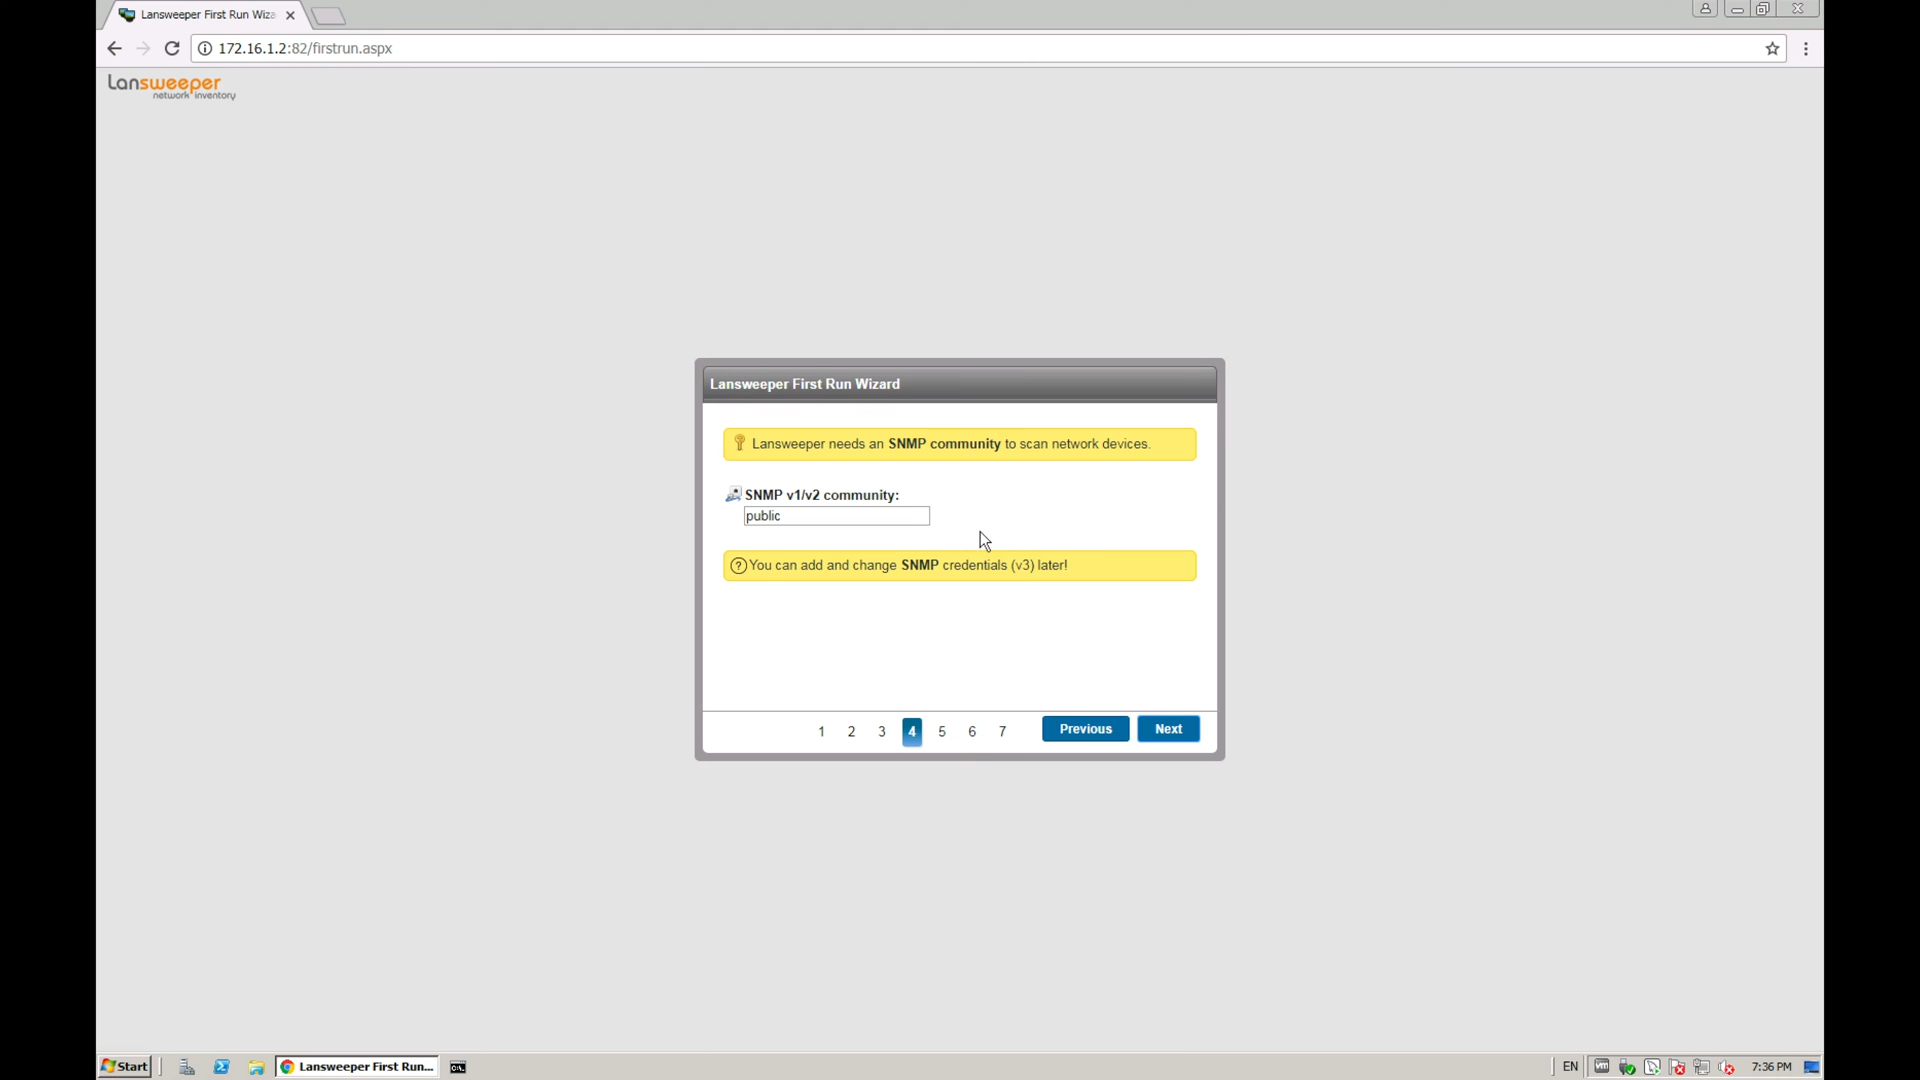 Lansweeper First Run Wiza
172.16.1.2:82/firstrun.aspx
Lansweeper
network inventory
Lansweeper First Run Wizard
Lansweeper needs an SNMP community to scan network devices.
SNMP v1/v2 community:
public
You can add and change SNMP credentials (v3) later!
1 2 3 4 5 6 7 Previous Next
Start Lansweeper First Run... EN 7:36 PM